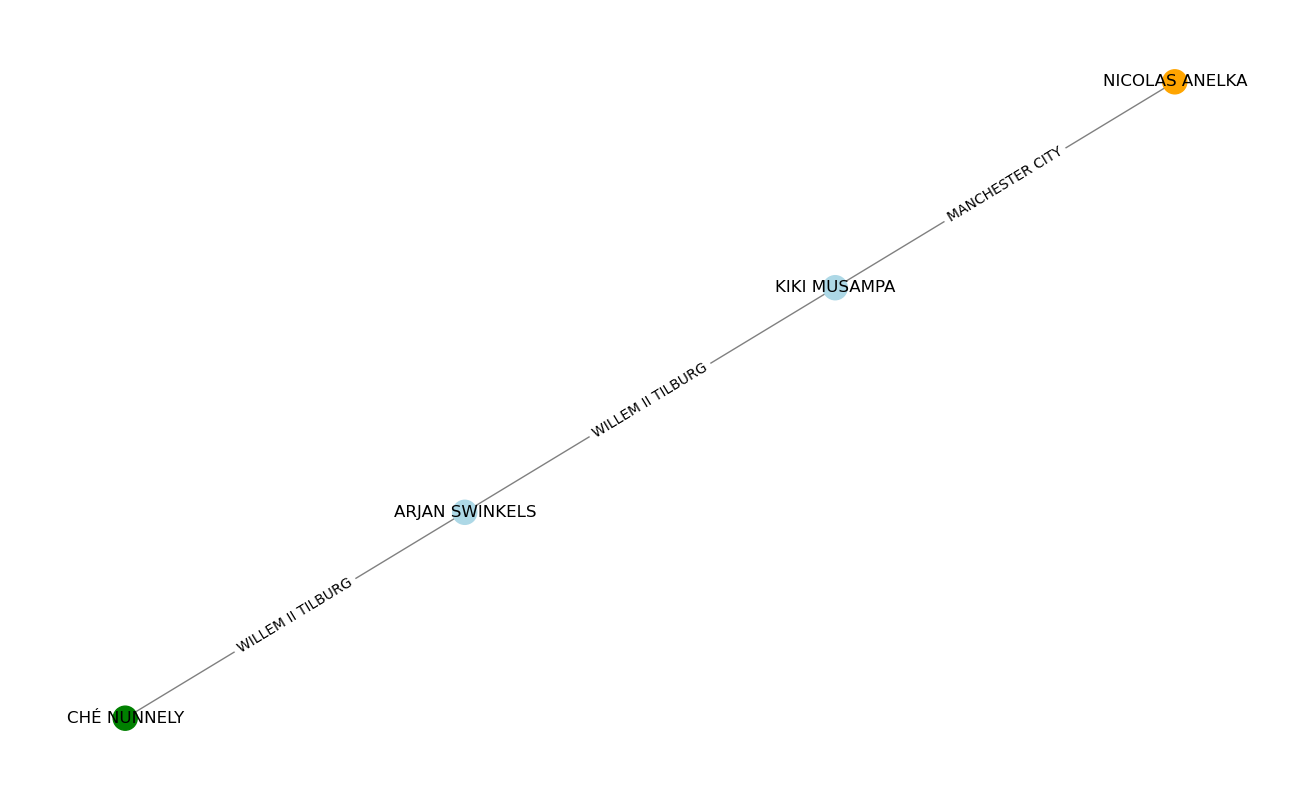 NICOLAS ANELKA
MANCHESTER CITY
KIKI MUSAMPA
WILLEM II TILBURG
ARJAN SWINKELS
WILLEM II TILBURG
CHÉ NUNNELY